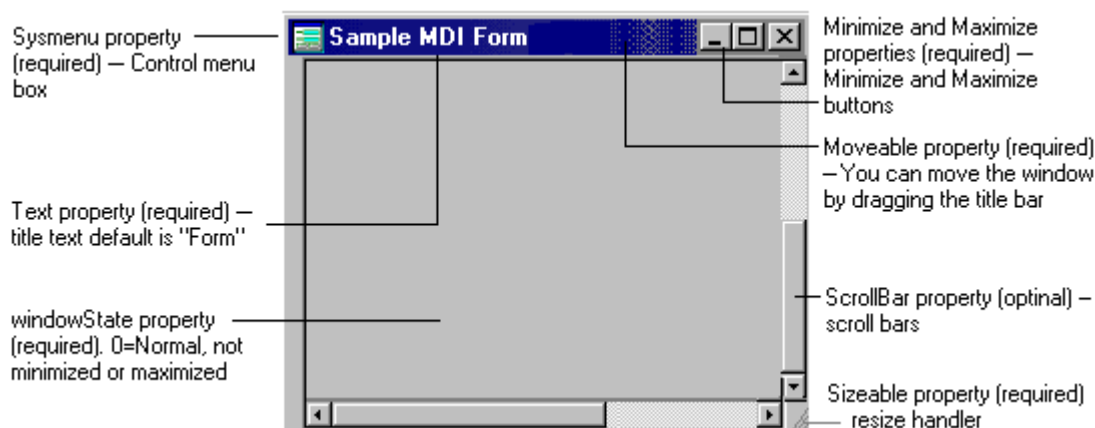 Sysmenu property
(required) – Control menu
box
Text property (required) –
title text default is "Form"
windowState property
(required). 0=Normal, not
minimized or maximized
Sample MDI Form
Minimize and Maximize
properties (required) –
Minimize and Maximize
buttons
Moveable property (required)
–You can move the window
by dragging the title bar
ScrollBar property (optinal) –
scroll bars
Sizeable property (required)
resize handler